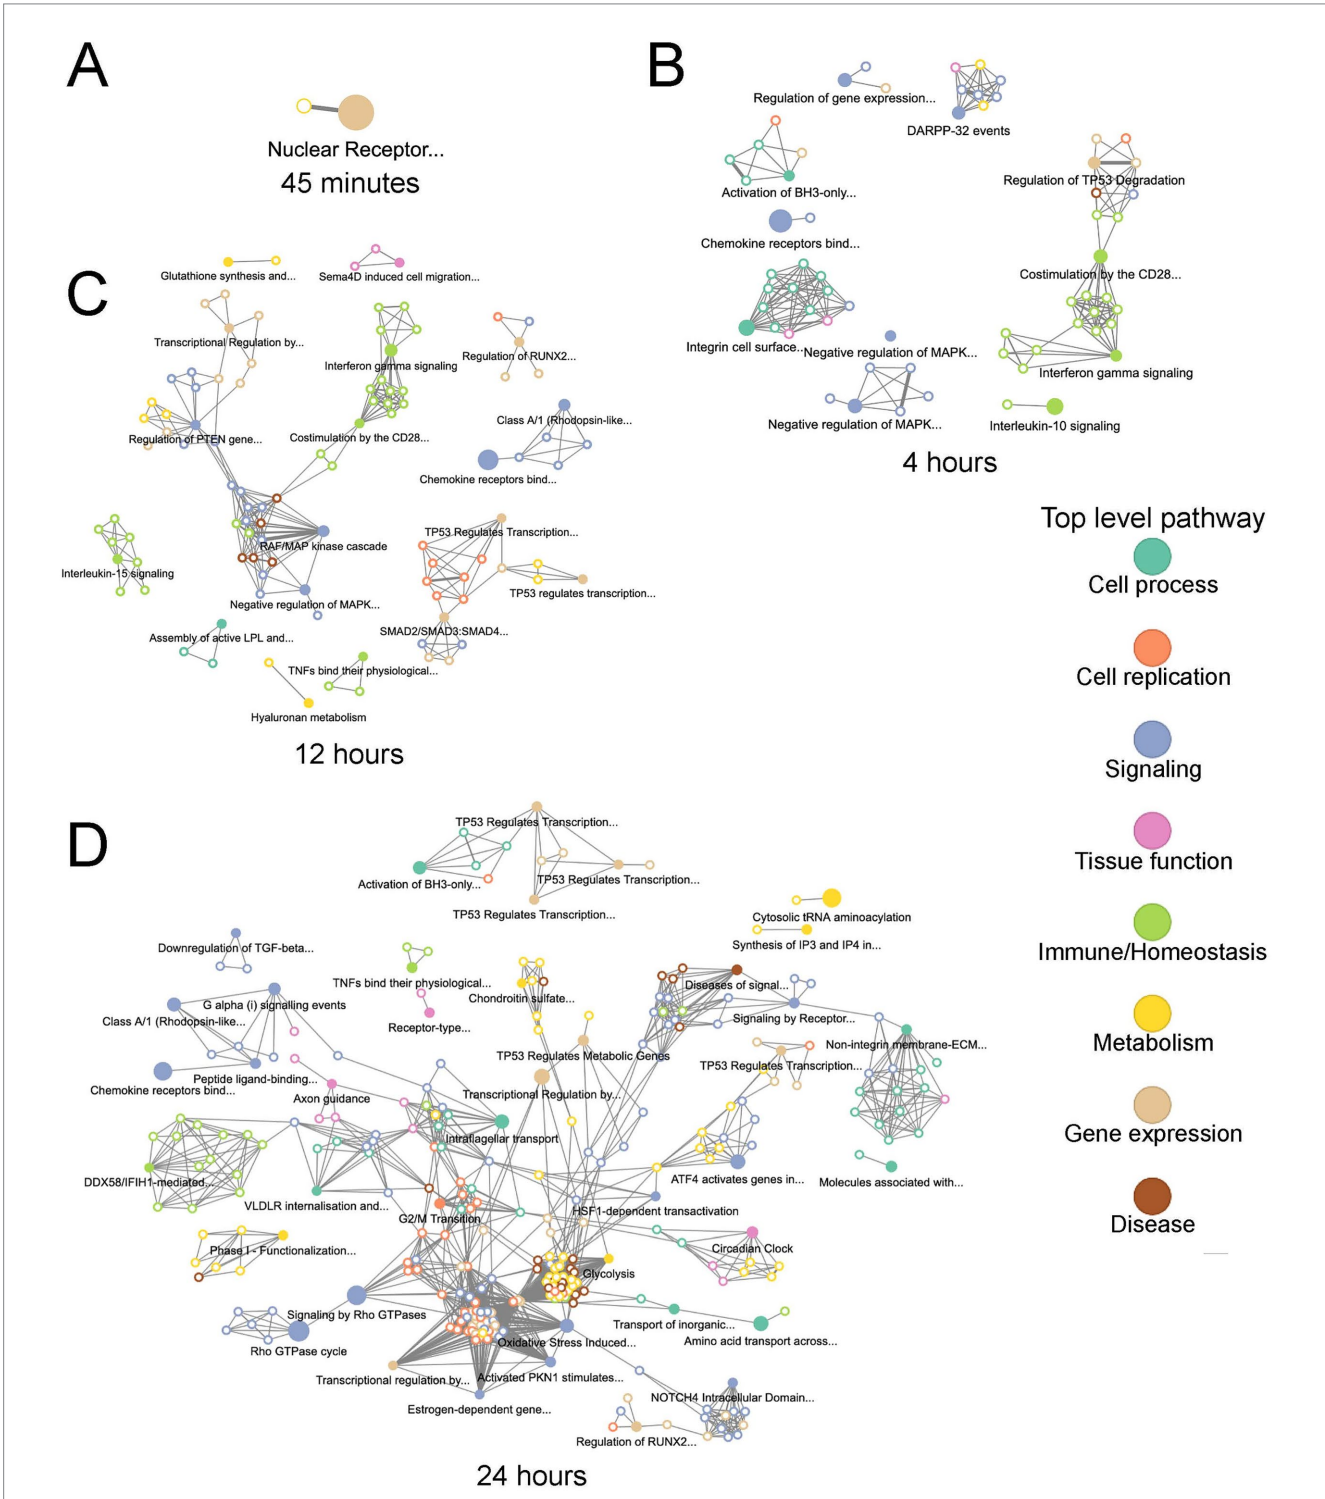 A
Nuclear Receptor...
45 minutes
B
Regulation of gene expression...
DARPP-32 events
Activation of BH3-only...
Regulation of TP53 Degradation
Chemokine receptors bind...
Costimulation by the CD28...
Integrin cell surface...
Negative regulation of MAPK...
Interferon gamma signaling
Negative regulation of MAPK...
Interleukin-10 signaling
4 hours
C
Glutathione synthesis and...
Sema4D induced cell migration...
Transcriptional Regulation by...
Regulation of RUNX2...
Interferon gamma signaling
Class A/1 (Rhodopsin-like...
Regulation of PTEN gene...
Costimulation by the CD28...
Chemokine receptors bind...
TP53 Regulates Transcription...
RAF/MAP kinase cascade
Interleukin-15 signaling
TP53 regulates transcription...
Negative regulation of MAPK...
SMAD2/SMAD3:SMAD4...
Assembly of active LPL and...
TNFs bind their physiological...
Hyaluronan metabolism
12 hours
Top level pathway
Cell process
Cell replication
Signaling
Tissue function
Immune/Homeostasis
Metabolism
Gene expression
Disease
D
TP53 Regulates Transcription...
Activation of BH3-only...
TP53 Regulates Transcription...
TP53 Regulates Transcription...
Cytosolic tRNA aminoacylation
Synthesis of IP3 and IP4 in...
Downregulation of TGF-beta...
TNFs bind their physiological...
Chondroitin sulfate...
Diseases of signal...
G alpha (i) signalling events
Class A/1 (Rhodopsin-like...
Receptor-type...
Signaling by Receptor...
Non-integrin membrane-ECM...
TP53 Regulates Metabolic Genes
TP53 Regulates Transcription...
Peptide ligand-binding...
Chemokine receptors bind...
Axon guidance
Transcriptional Regulation by...
Intraflagellar transport
DDX58/IFIH1-mediated...
ATF4 activates genes in...
Molecules associated with...
VLDLR internalisation and...
G2/M Transition
HSF1-dependent transactivation
Phase I - Functionalization...
Circadian Clock
Glycolysis
Signaling by Rho GTPases
Transport of inorganic...
Oxidative Stress Induced...
Amino acid transport across...
Rho GTPase cycle
Transcriptional regulation by...
Activated PKN1 stimulates...
Estrogen-dependent gene...
NOTCH4 Intracellular Domain...
Regulation of RUNX2...
24 hours